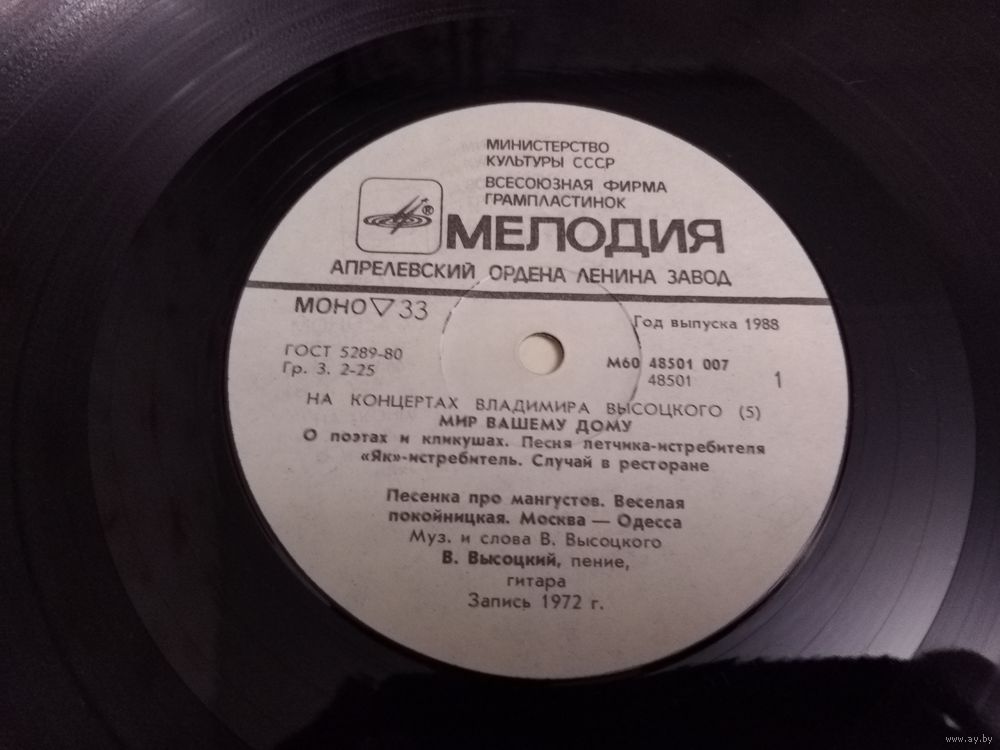 МИНИСТЕРСТВО
КУЛЬТУРЫ СССР
ВСЕСОЮЗНАЯ ФИРМА
ГРАМПЛАСТИНОК
®
МЕЛОДИЯ
АПРЕЛЕВСКИЙ ОРДЕНА ЛЕНИНА ЗАВОД
МОНО ▽ 33
Год выпуска 1988
ГОСТ 5289-80
Гр. 3. 2-25
М60 48501 007
48501
1
НА КОНЦЕРТАХ ВЛАДИМИРА ВЫСОЦКОГО (5)
МИР ВАШЕМУ ДОМУ
О поэтах и кликушах. Песня летчика-истребителя
«Як»-истребитель. Случай в ресторане
Песенка про мангустов. Веселая
покойницкая. Москва — Одесса
Муз. и слова В. Высоцкого
В. Высоцкий, пение,
гитара
Запись 1972 г.
www.ay.by